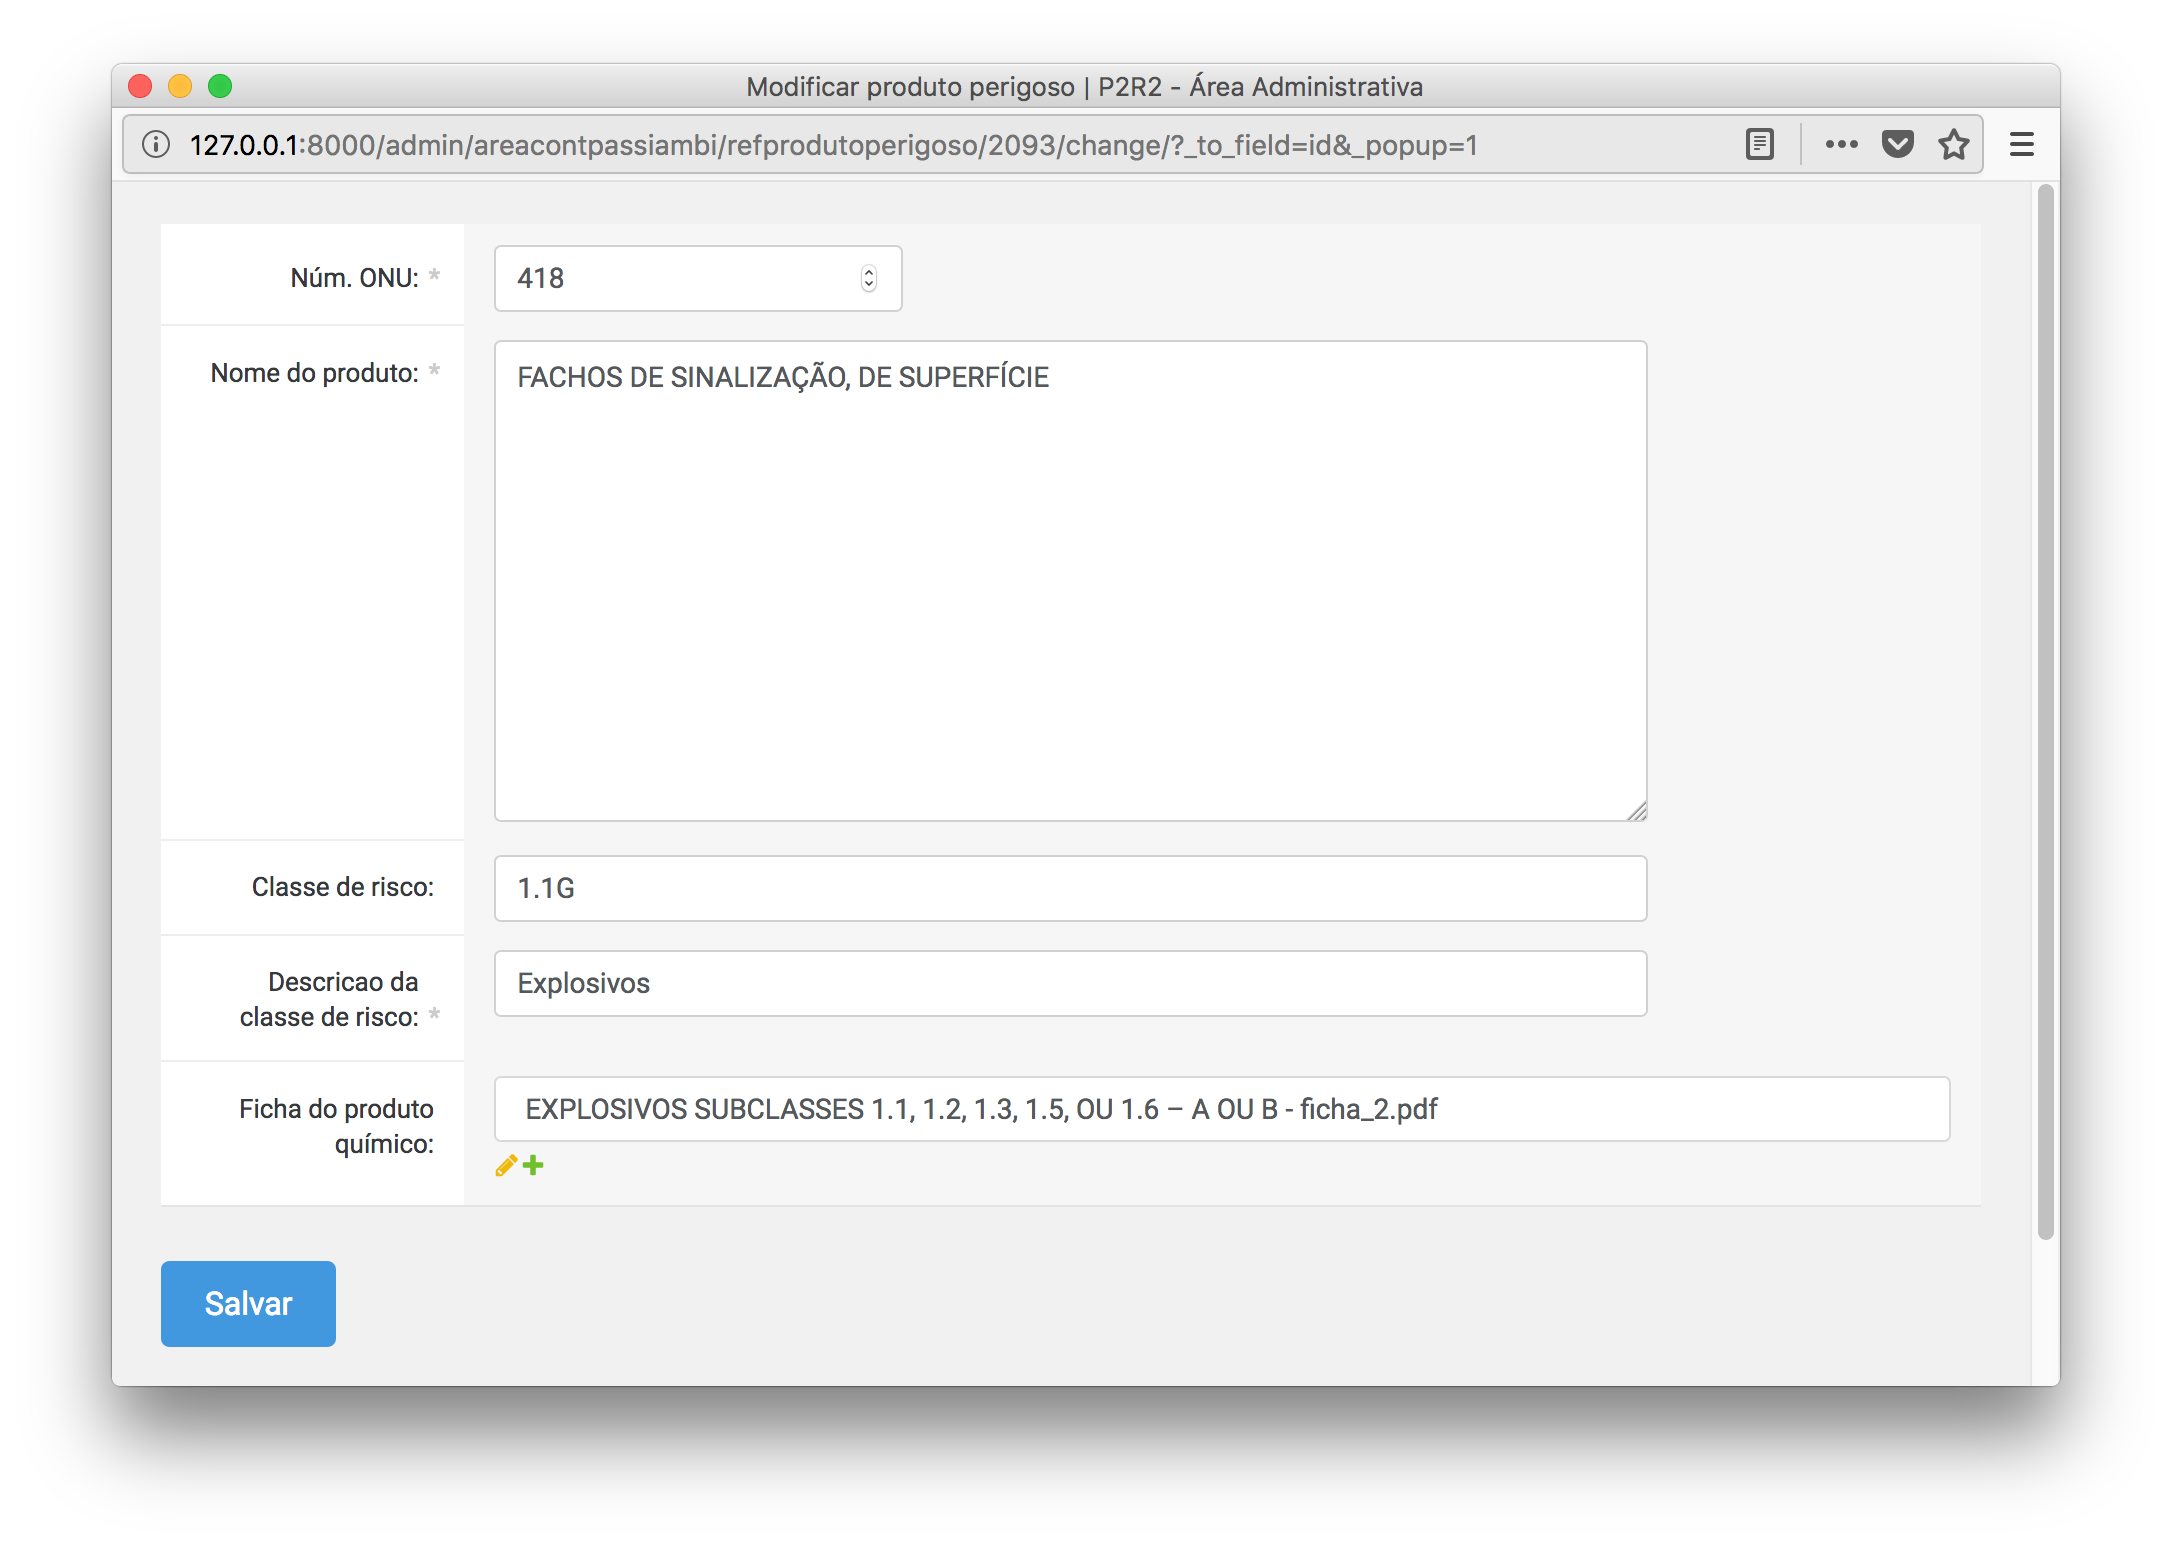 Modificar produto perigoso | P2R2 - Área Administrativa
127.0.0.1:8000/admin/areacontpassiambi/refprodutoperigoso/2093/change/?_to_field=id&_popup=1
Núm. ONU: *
418
Nome do produto: *
FACHOS DE SINALIZAÇÃO, DE SUPERFÍCIE
Classe de risco:
1.1G
Descricao da
classe de risco: *
Explosivos
Ficha do produto
químico:
EXPLOSIVOS SUBCLASSES 1.1, 1.2, 1.3, 1.5, OU 1.6 – A OU B - ficha_2.pdf
Salvar